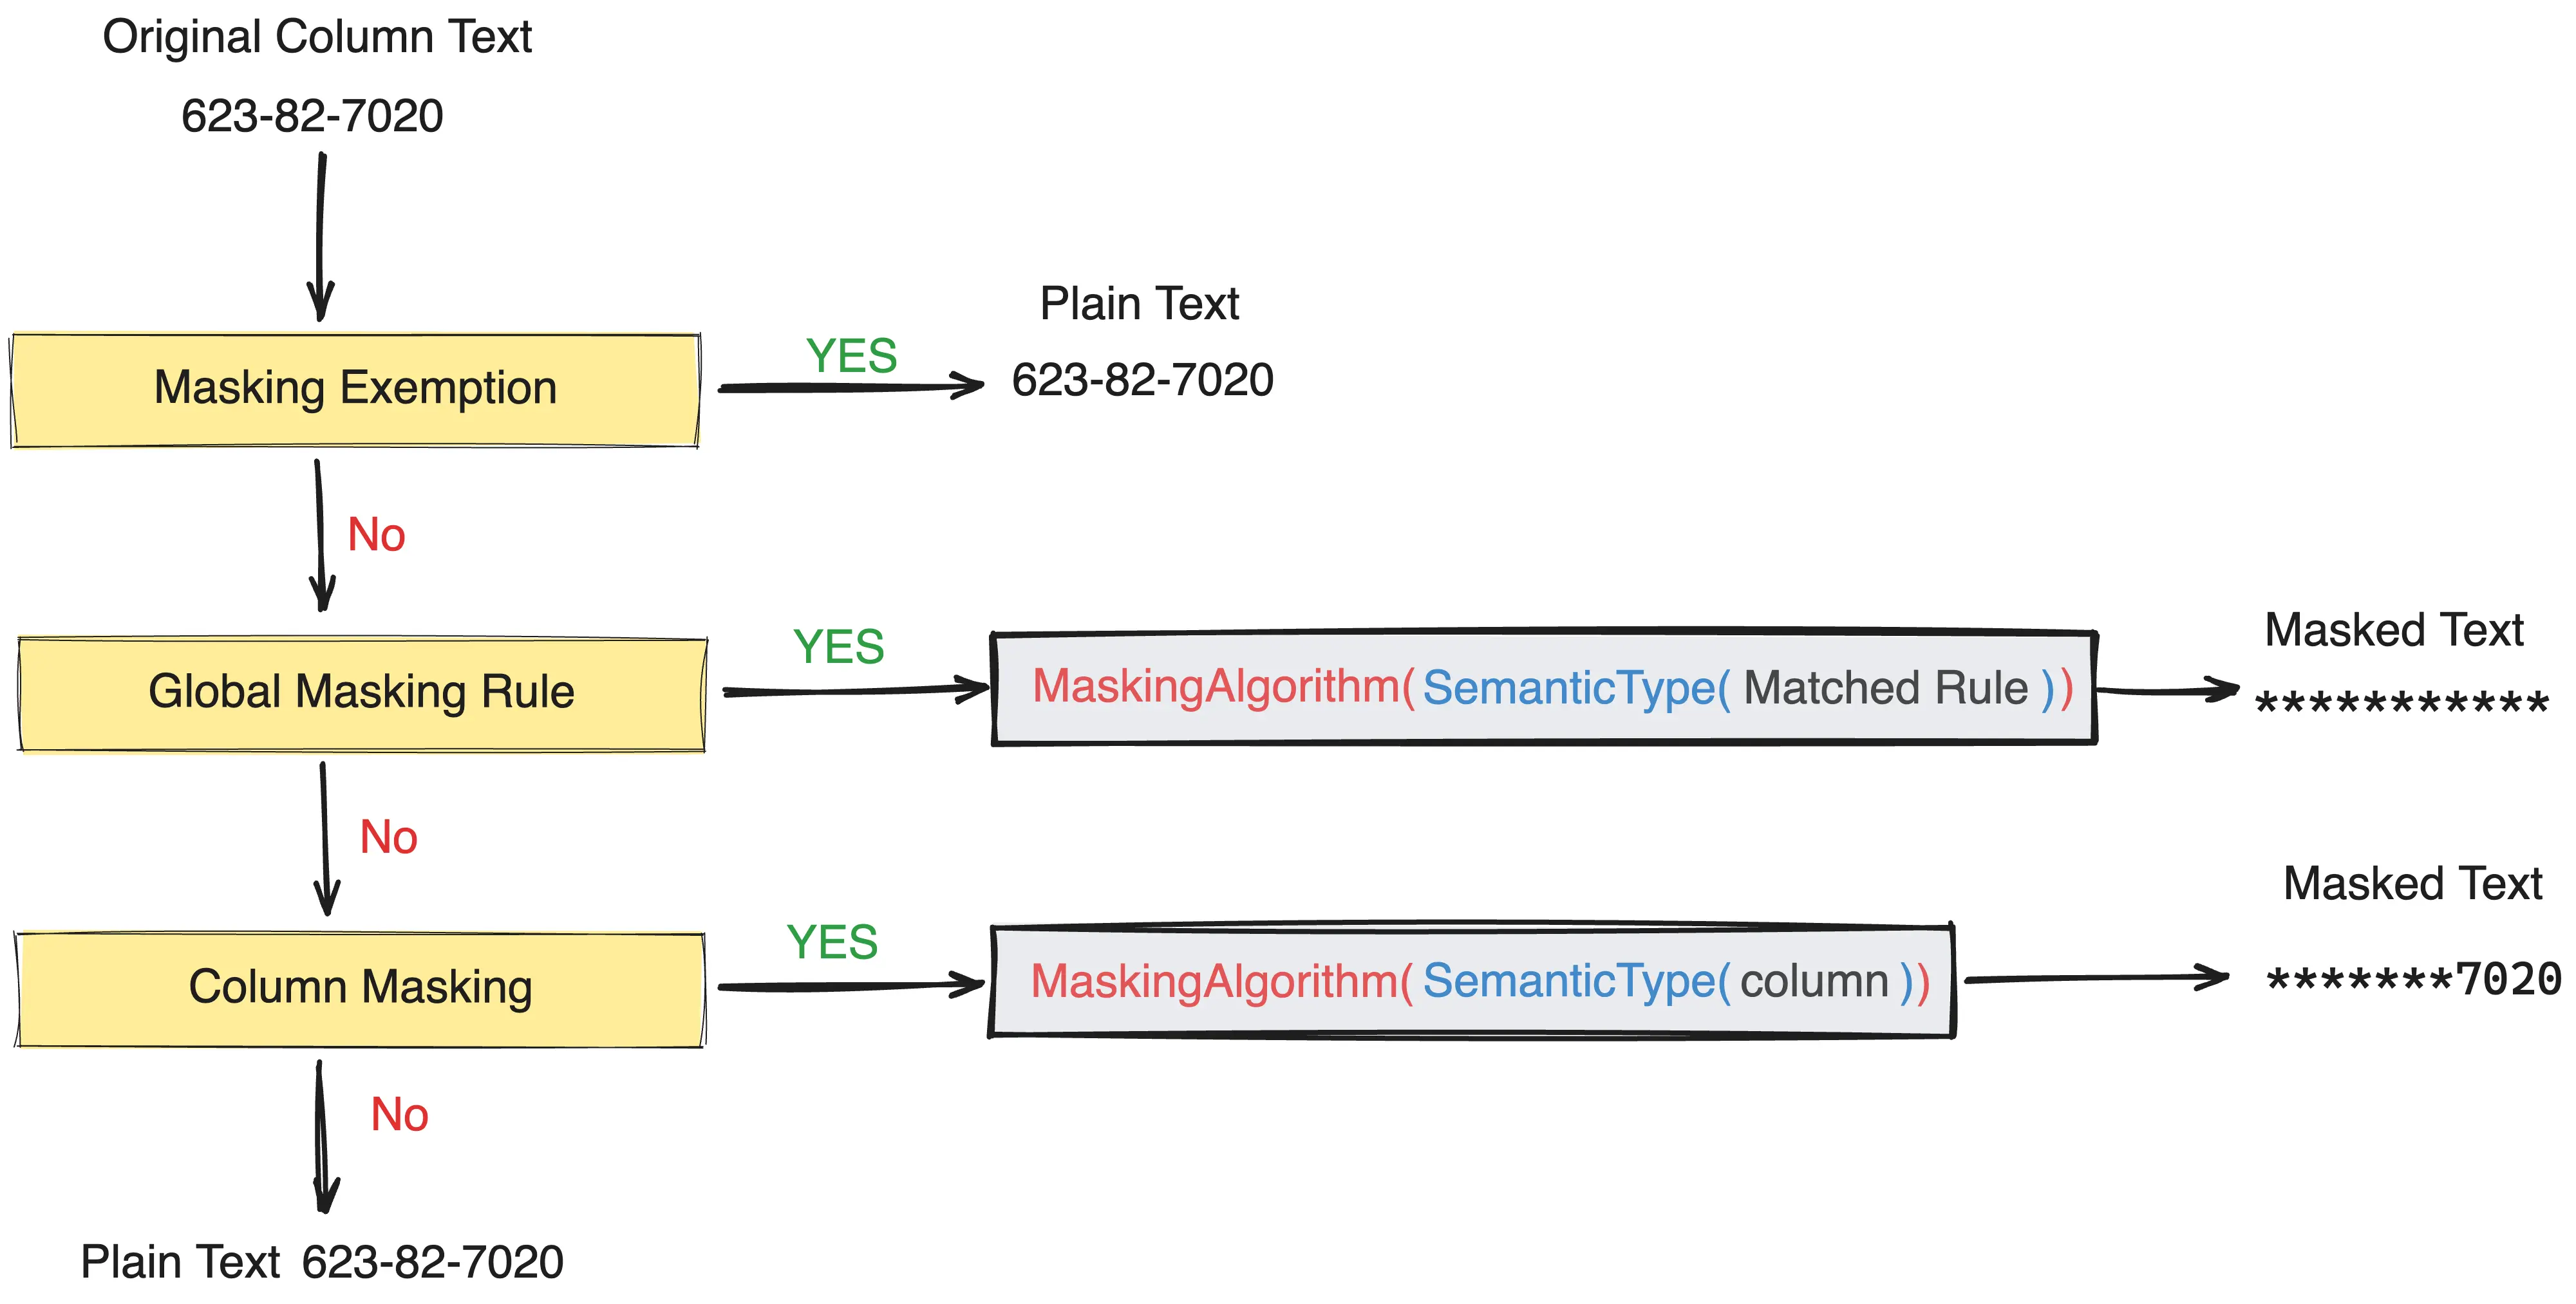 Original Column Text
623-82-7020
Plain Text
YES
Masking Exemption
623-82-7020
No
YES
Masked Text
Global Masking Rule
MaskingAlgorithm( SemanticType( Matched Rule ))
***********
No
YES
Masked Text
Column Masking
MaskingAlgorithm( SemanticType( column ))
*******7020
No
Plain Text 623-82-7020